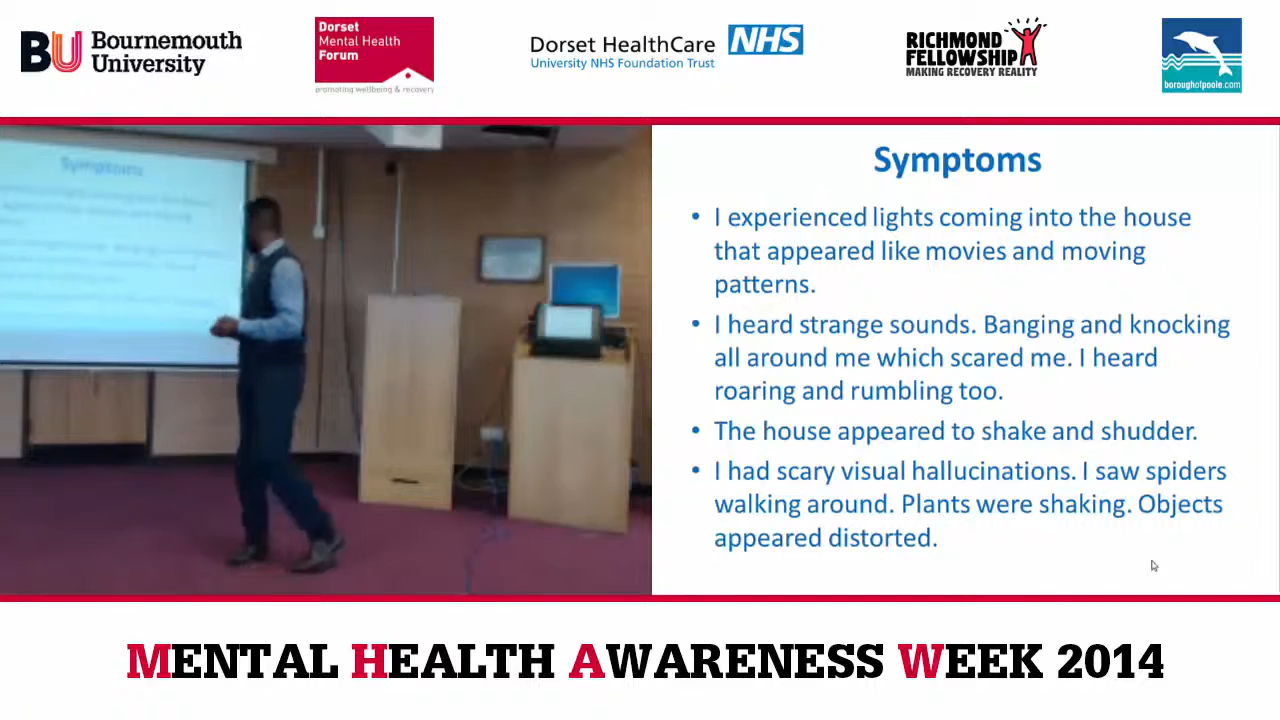 BU Bournemouth
University
Dorset
Mental Health
Forum
promoting wellbeing & recovery
Dorset HealthCare NHS
University NHS Foundation Trust
RICHMOND
FELLOWSHIP
MAKING RECOVERY REALITY
boroughofpoole.com
Symptoms
Symptoms
• I experienced lights coming into the house
that appeared like movies and moving
patterns.
• I heard strange sounds. Banging and knocking
all around me which scared me. I heard
roaring and rumbling too.
• The house appeared to shake and shudder.
• I had scary visual hallucinations. I saw spiders
walking around. Plants were shaking. Objects
appeared distorted.
MENTAL HEALTH AWARENESS WEEK 2014